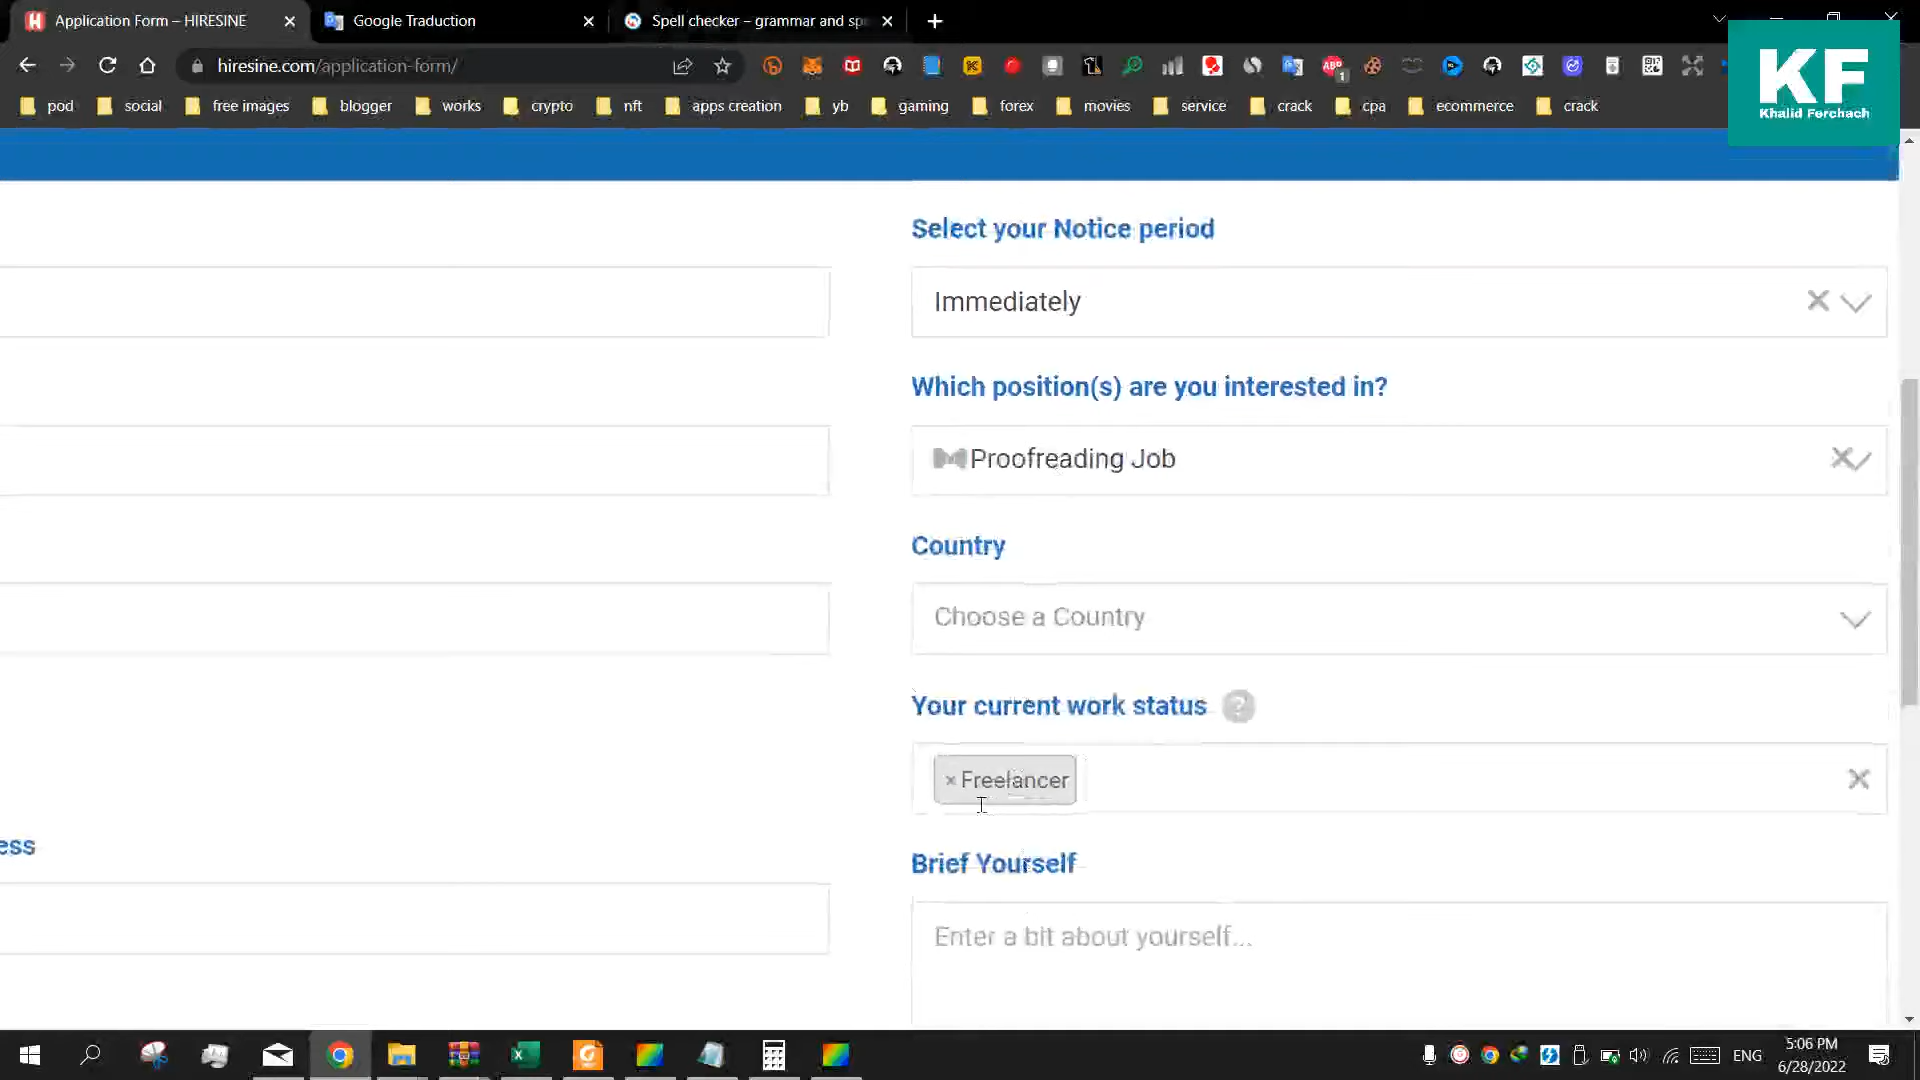 Application Form – HIRESINE
Google Traduction
Spell checker – grammar and sp
hiresine.com/application-form/
pod social free images blogger works crypto nft apps creation yb gaming forex movies service crack cpa ecommerce crack
KF
Khalid Forchach
Select your Notice period
Immediately
Which position(s) are you interested in?
Proofreading Job
Country
Choose a Country
Your current work status
Freelancer
ess
Brief Yourself
Enter a bit about yourself...
ENG
5:06 PM
6/28/2022